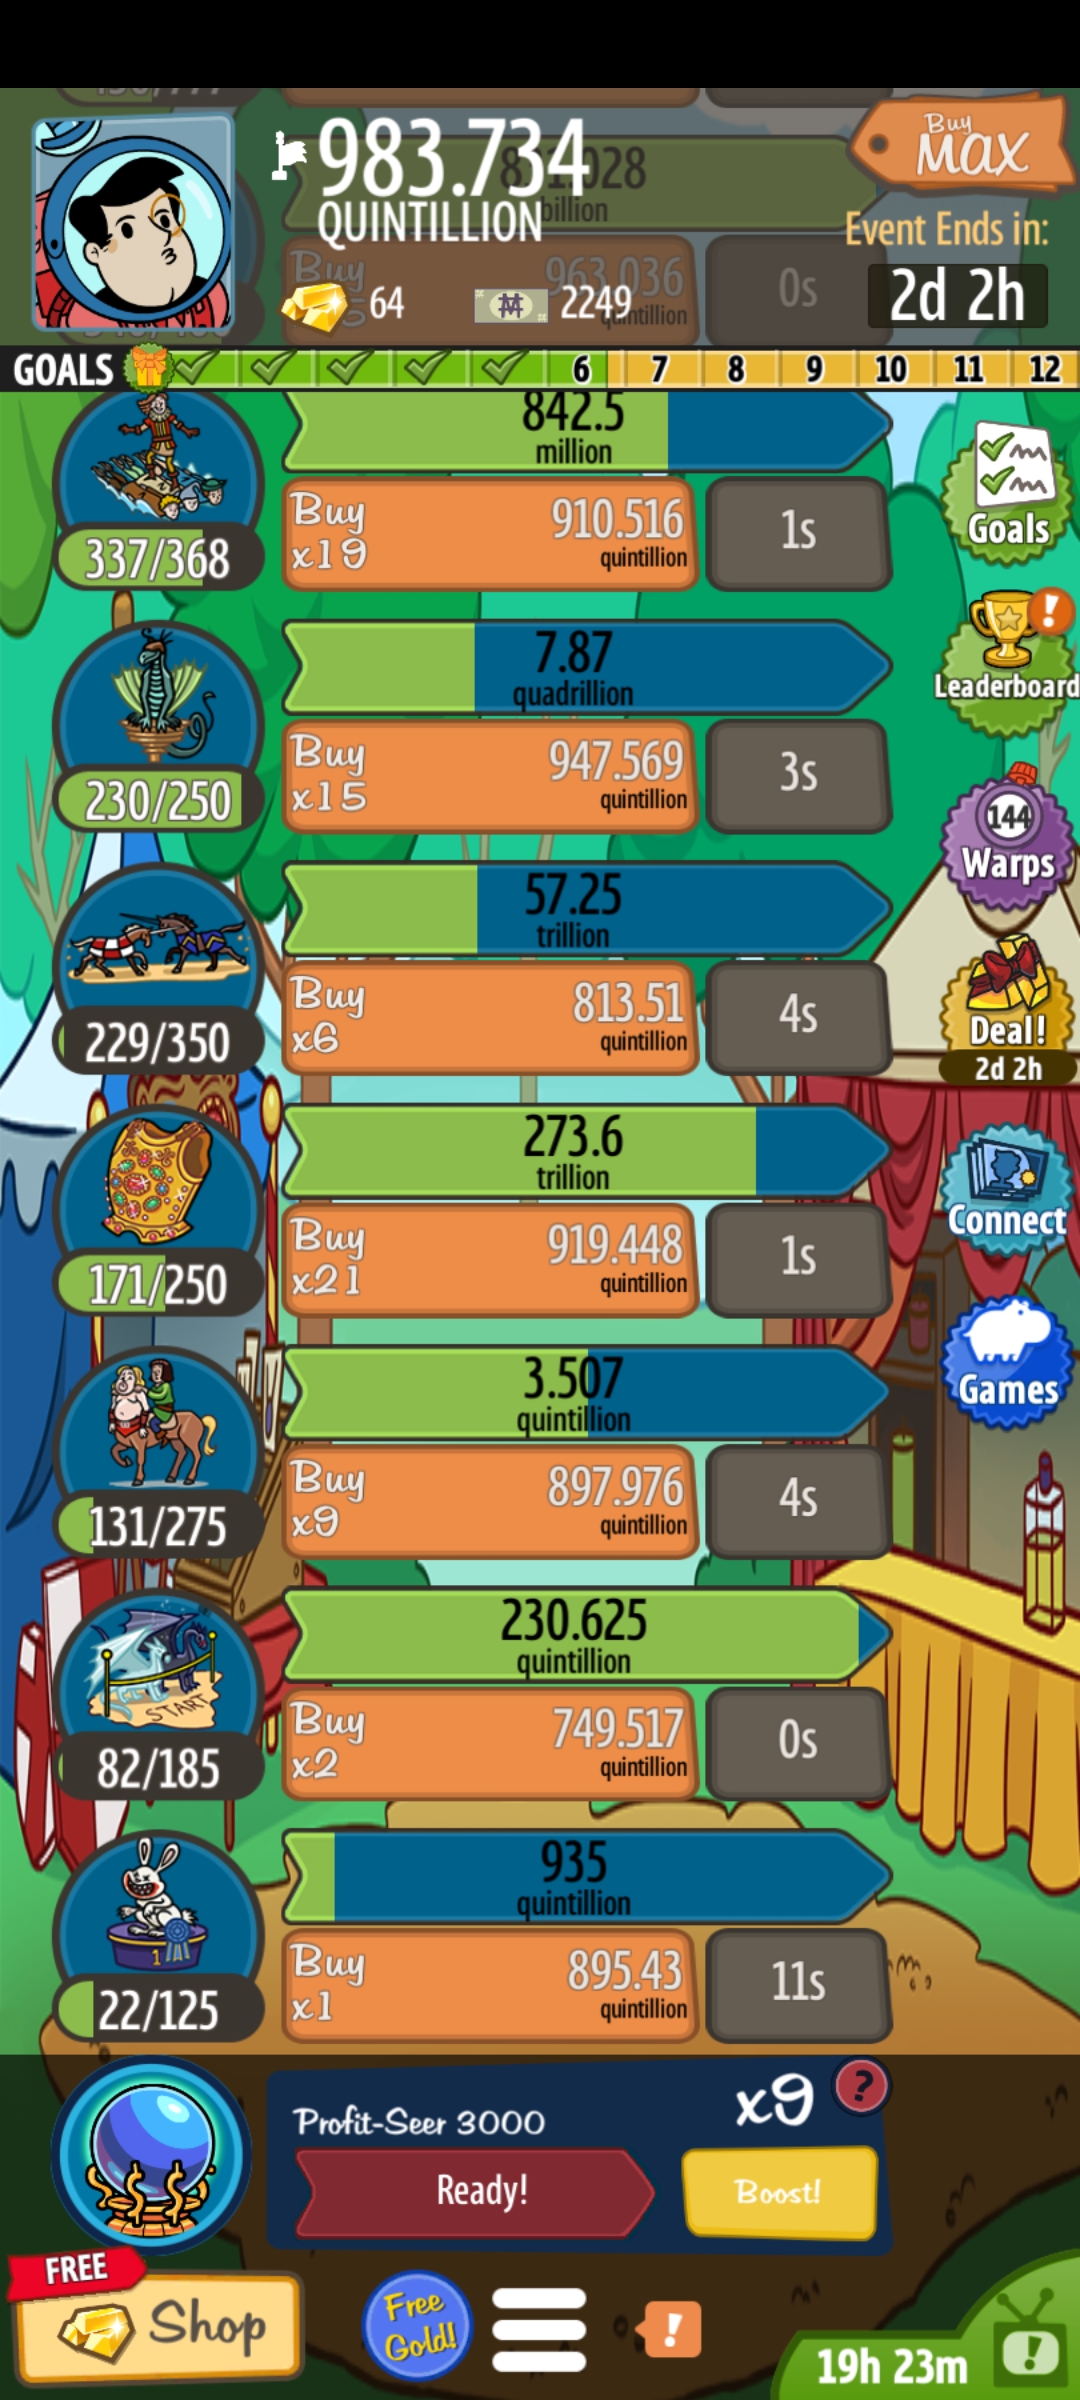 983.734
QUINTILLION
Buy
MAX
Event Ends in:
2d 2h
64
2249
963.036
0s
GOALS
6 7 8 9 10 11 12
842.5
million
337/368
Buy
x19
910.516
quintillion
1s
Goals
7.87
quadrillion
230/250
Buy
x15
947.569
quintillion
3s
Leaderboard
57.25
trillion
229/350
Buy
x6
813.51
quintillion
4s
144
Warps
Deal!
2d 2h
273.6
trillion
171/250
Buy
x21
919.448
quintillion
1s
Connect
3.507
quintillion
131/275
Buy
x9
897.976
quintillion
4s
Games
230.625
quintillion
START
82/185
Buy
x2
749.517
quintillion
0s
935
quintillion
1
22/125
Buy
x1
895.43
quintillion
11s
Profit-Seer 3000
x9
?
Ready!
Boost!
FREE
Shop
Free
Gold!
!
19h 23m
!